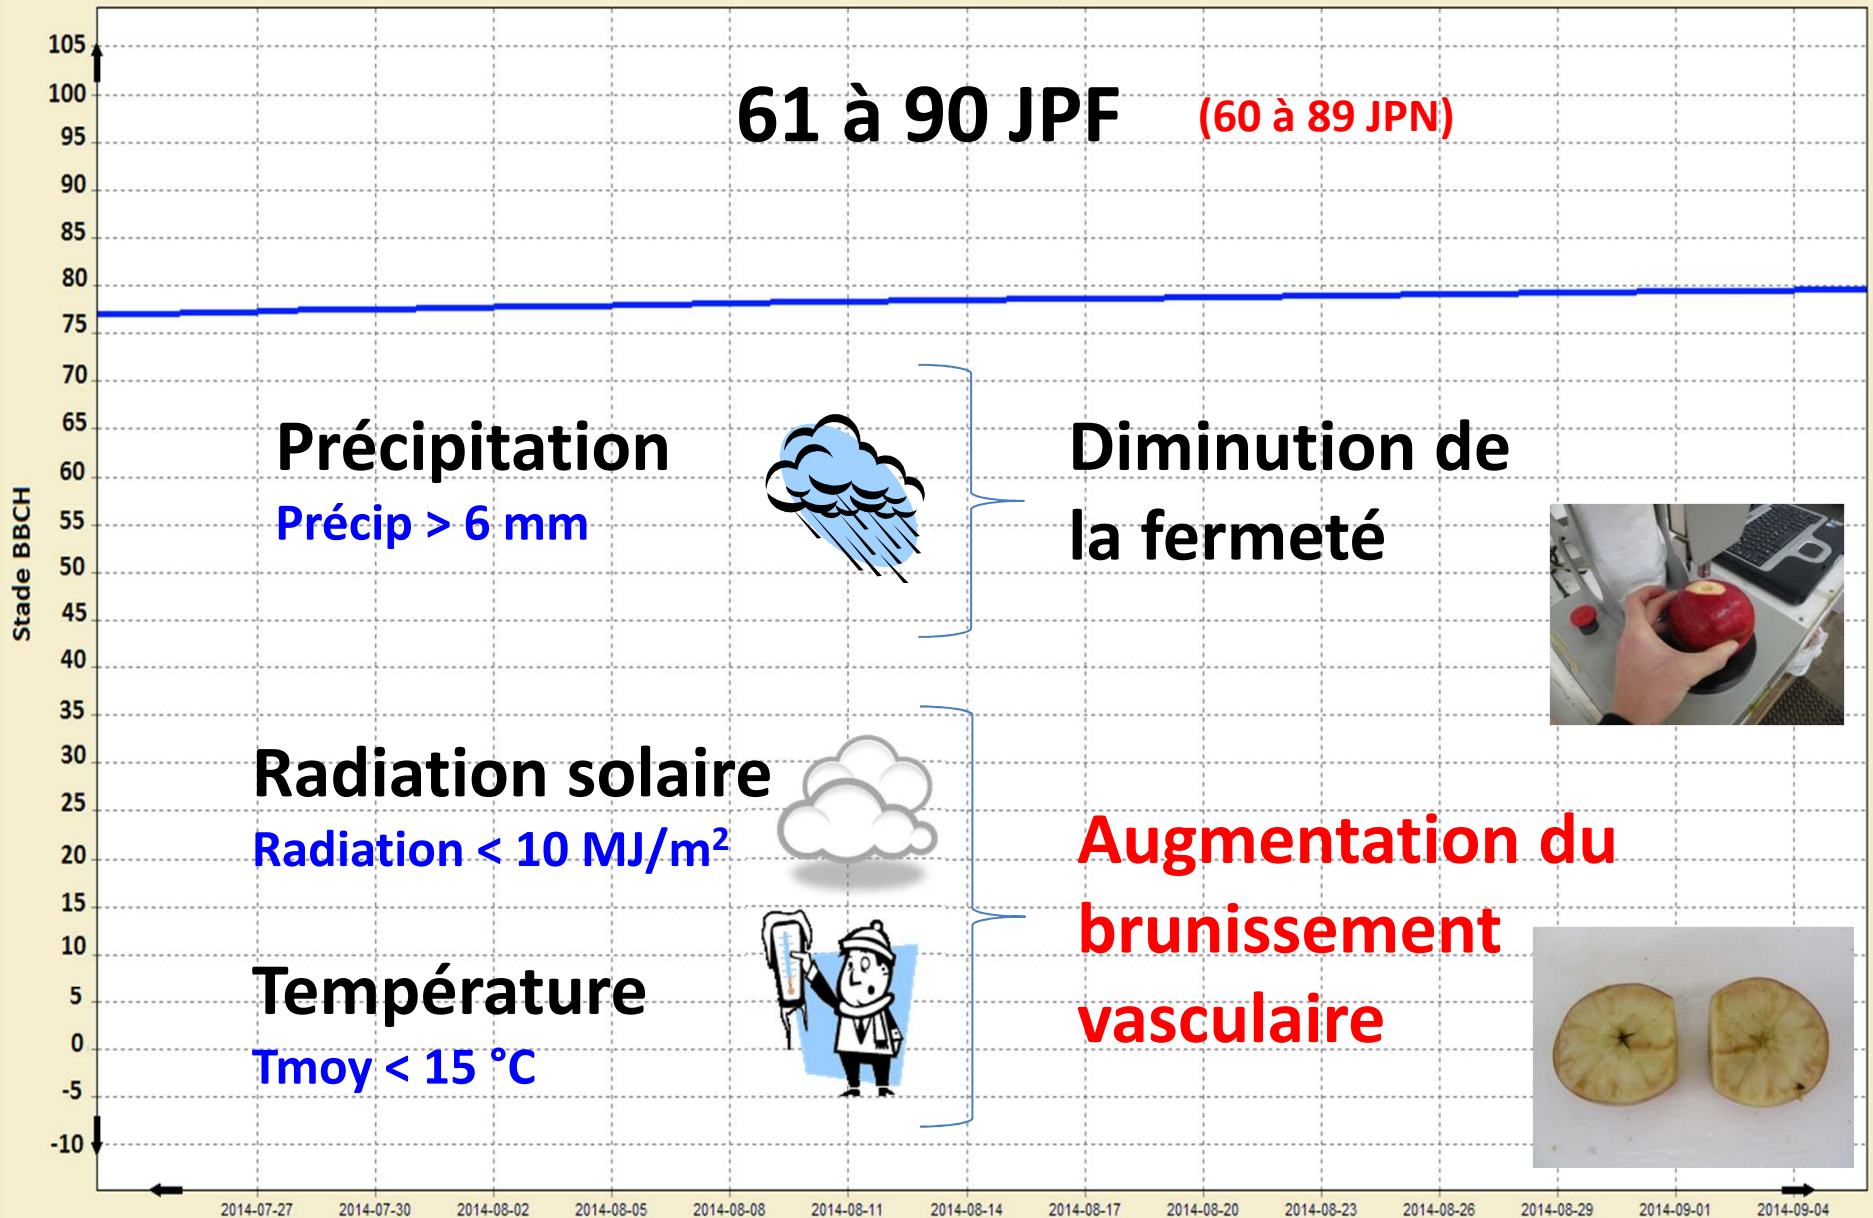 61 à 90 JPF (60 à 89 JPN)
105
100
95
90
85
80
75
70
65
60
55
50
45
40
35
30
25
20
15
10
5
0
-5
-10
Stade BBCH
Précipitation
Précip > 6 mm
Diminution de
la fermeté
Radiation solaire
Radiation < 10 MJ/m²
Température
Tmoy < 15 °C
Augmentation du
brunissement
vasculaire
2014-07-27 2014-07-30 2014-08-02 2014-08-05 2014-08-08 2014-08-11 2014-08-14 2014-08-17 2014-08-20 2014-08-23 2014-08-26 2014-08-29 2014-09-01 2014-09-04